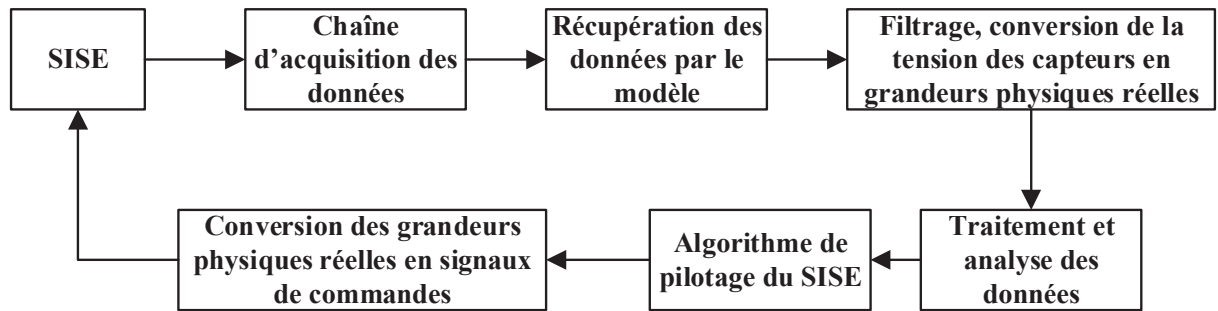 SISE
Chaîne
d’acquisition des
données
Récupération des
données par le
modèle
Filtrage, conversion de la
tension des capteurs en
grandeurs physiques réelles
Traitement et
analyse des
données
Algorithme de
pilotage du SISE
Conversion des grandeurs
physiques réelles en signaux
de commandes